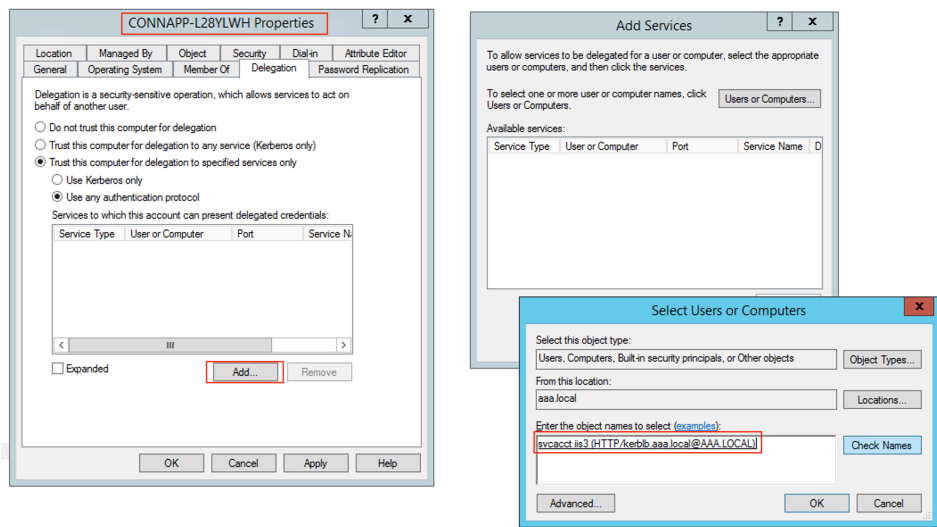 CONNAPP-L28YLWH Properties
? x
Location Managed By Object Security Dial-in Attribute Editor
General Operating System Member Of Delegation Password Replication
Delegation is a security-sensitive operation, which allows services to act on
behalf of another user.
Do not trust this computer for delegation
Trust this computer for delegation to any service (Kerberos only)
Trust this computer for delegation to specified services only
Use Kerberos only
Use any authentication protocol
Services to which this account can present delegated credentials:
Service Type User or Computer Port Service Na
Expanded
Add... Remove
OK Cancel Apply Help
Add Services
? x
To allow services to be delegated for a user or computer, select the appropriate
users or computers, and then click the services.
To select one or more user or computer names, click
Users or Computers.
Users or Computers...
Available services:
Service Type User or Computer Port Service Name D
Select Users or Computers
x
Select this object type:
Users, Computers, Built-in security principals, or Other objects
Object Types...
From this location:
aaa.local
Locations...
Enter the object names to select (examples):
svcacct iis3 (HTTP/kerblb.aaa.local@AAA.LOCAL)
Check Names
Advanced...
OK Cancel